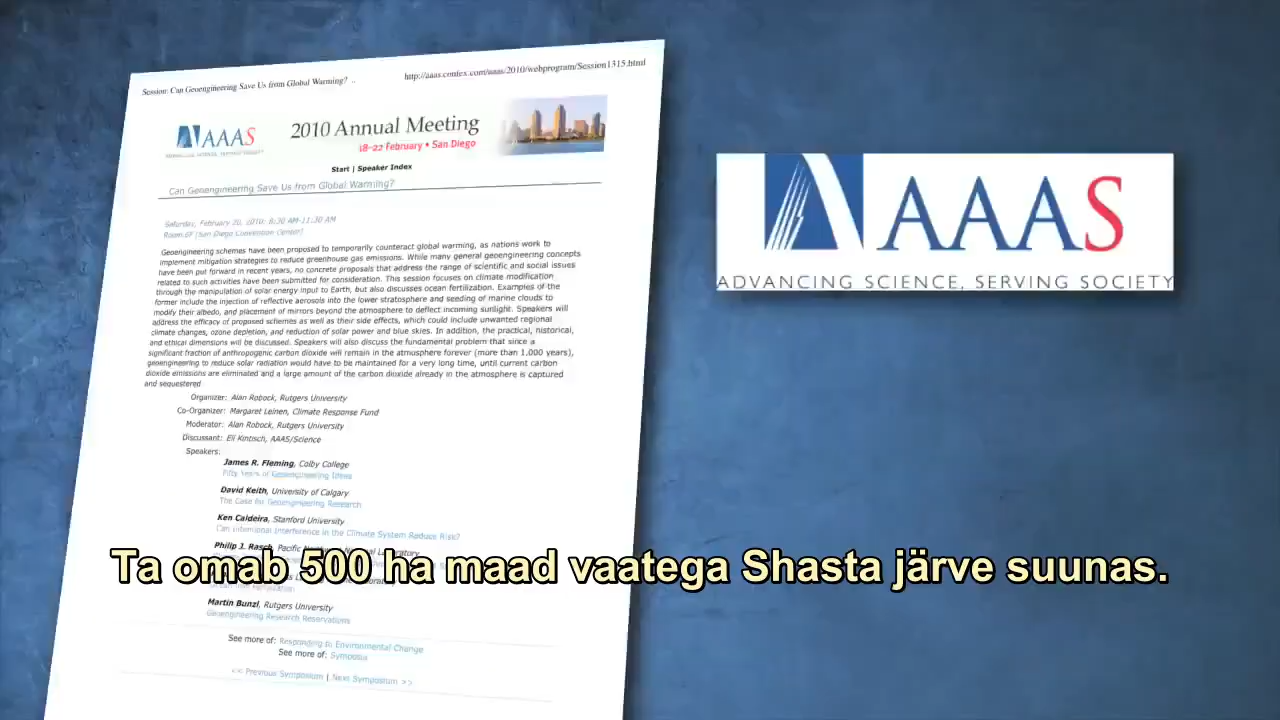 Session: Can Geoengineering Save Us from Global Warming? ..
http://aaas.confex.com/aaas/2010/webprogram/Session1315.html
AAAS
2010 Annual Meeting
18-22 February • San Diego
Start | Speaker Index
Can Geoengineering Save Us from Global Warming?
Saturday, February 20, 2010: 8:30 AM-11:30 AM
Room 6F (San Diego Convention Center)
Geoengineering schemes have been proposed to temporarily counteract global warming, as nations work to
implement mitigation strategies to reduce greenhouse gas emissions. While many general geoengineering concepts
have been put forward in recent years, no concrete proposals that address the range of scientific and social issues
related to such activities have been submitted for consideration. This session focuses on climate modification
through the manipulation of solar energy input to Earth, but also discusses ocean fertilization. Examples of the
former include the injection of reflective aerosols into the lower stratosphere and seeding of marine clouds to
modify their albedo, and placement of mirrors beyond the atmosphere to deflect incoming sunlight. Speakers will
address the efficacy of proposed schemes as well as their side effects, which could include unwanted regional
climate changes, ozone depletion, and reduction of solar power and blue skies. In addition, the practical, historical,
and ethical dimensions will be discussed. Speakers will also discuss the fundamental problem that since a
significant fraction of anthropogenic carbon dioxide will remain in the atmosphere forever (more than 1,000 years),
geoengineering to reduce solar radiation would have to be maintained for a very long time, until current carbon
dioxide emissions are eliminated and a large amount of the carbon dioxide already in the atmosphere is captured
and sequestered
Organizer: Alan Robock, Rutgers University
Co-Organizer: Margaret Leinen, Climate Response Fund
Moderator: Alan Robock, Rutgers University
Discussant: Eli Kintisch, AAAS/Science
Speakers:
James R. Fleming, Colby College
Fifty Years of Geoengineering Ideas
David Keith, University of Calgary
The Case for Geoengineering Research
Ken Caldeira, Stanford University
Can Intentional Interference in the Climate System Reduce Risk?
Philip J. Rasch, Pacific Laboratory
Martin Bunzl, Rutgers University
Geoengineering Research Reservations
See more of: Responding to Environmental Change
See more of: Symposia
<< Previous Symposium | Next Symposium >>
AAAS
ADVANCING SCIENCE, SERVING SOCIETY
Ta omab 500 ha maad vaatega Shasta järve suunas.